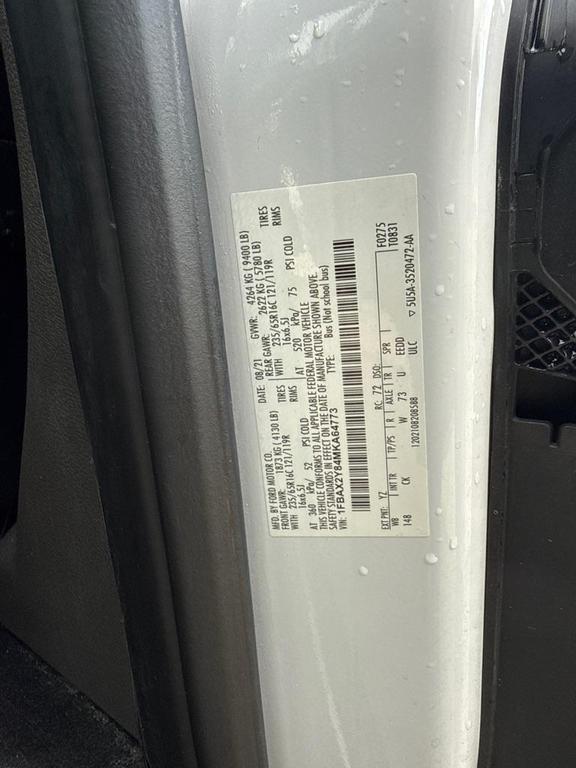 MFD. BY FORD MOTOR CO. DATE: 08/21 GVWR: 4264 KG ( 9400 LB)
FRONT GAWR: 1873 KG ( 4130 LB) REAR GAWR: 2622 KG ( 5780 LB)
WITH 235/65R16C 121/119R TIRES WITH 235/65R16C 121/119R TIRES
16x6.5J RIMS 16x6.5J RIMS
AT 360 kPa/ 52 PSI COLD AT 520 kPa/ 75 PSI COLD
THIS VEHICLE CONFORMS TO ALL APPLICABLE FEDERAL MOTOR VEHICLE
SAFETY STANDARDS IN EFFECT ON THE DATE OF MANUFACTURE SHOWN ABOVE.
VIN: 1FBAX2Y84MKA64773 TYPE: Bus (Not school bus)
F0275
EXT PNT: YZ RC: 72 DSO: T0831
WB INT TR TP/PS R AXLE TR SPR
148 CK W 73 U EEDD
ULC
12021082085BB ▽ 5U5A-3520472-AA